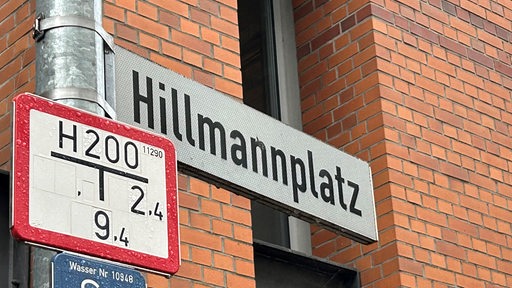 Hillmannplatz
H200 11290
2,4
9,4
Wasser Nr 10948